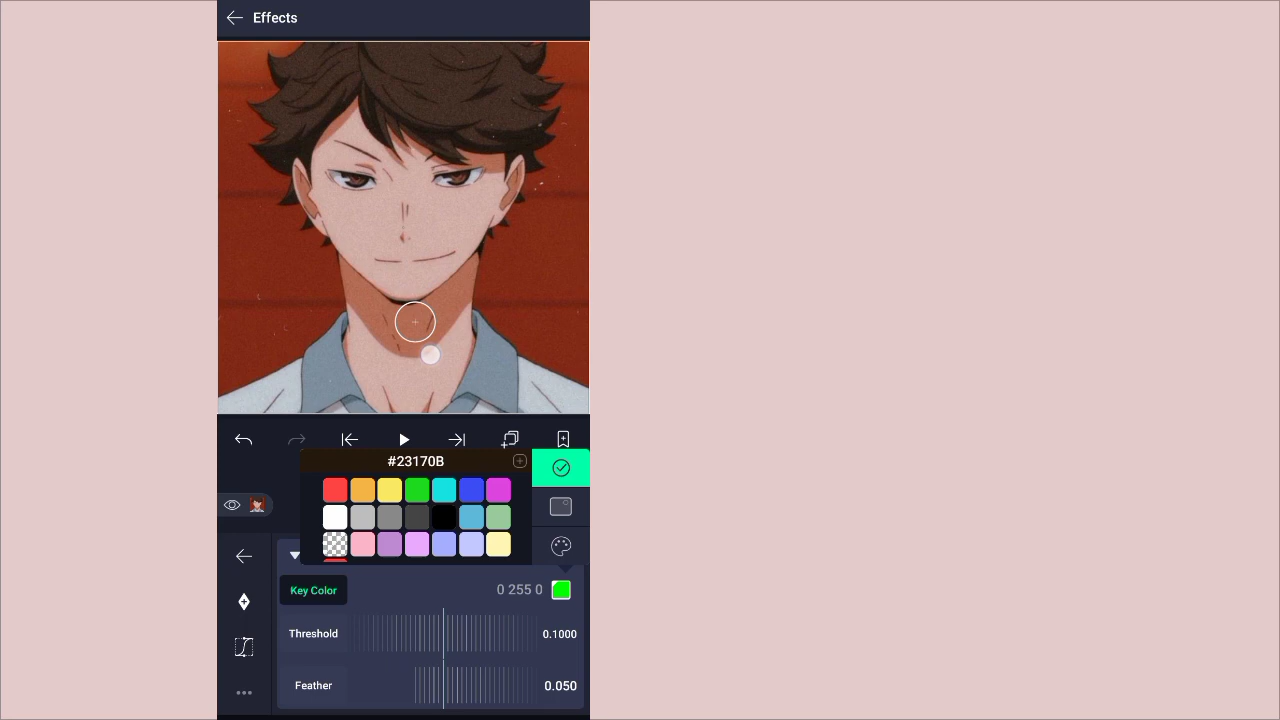 Effects
#23170B
Key Color
0 255 0
Threshold
0.1000
Feather
0.050